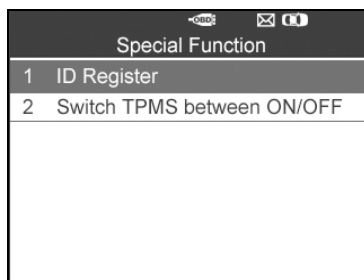 OBD
Special Function
1 ID Register
2 Switch TPMS between ON/OFF